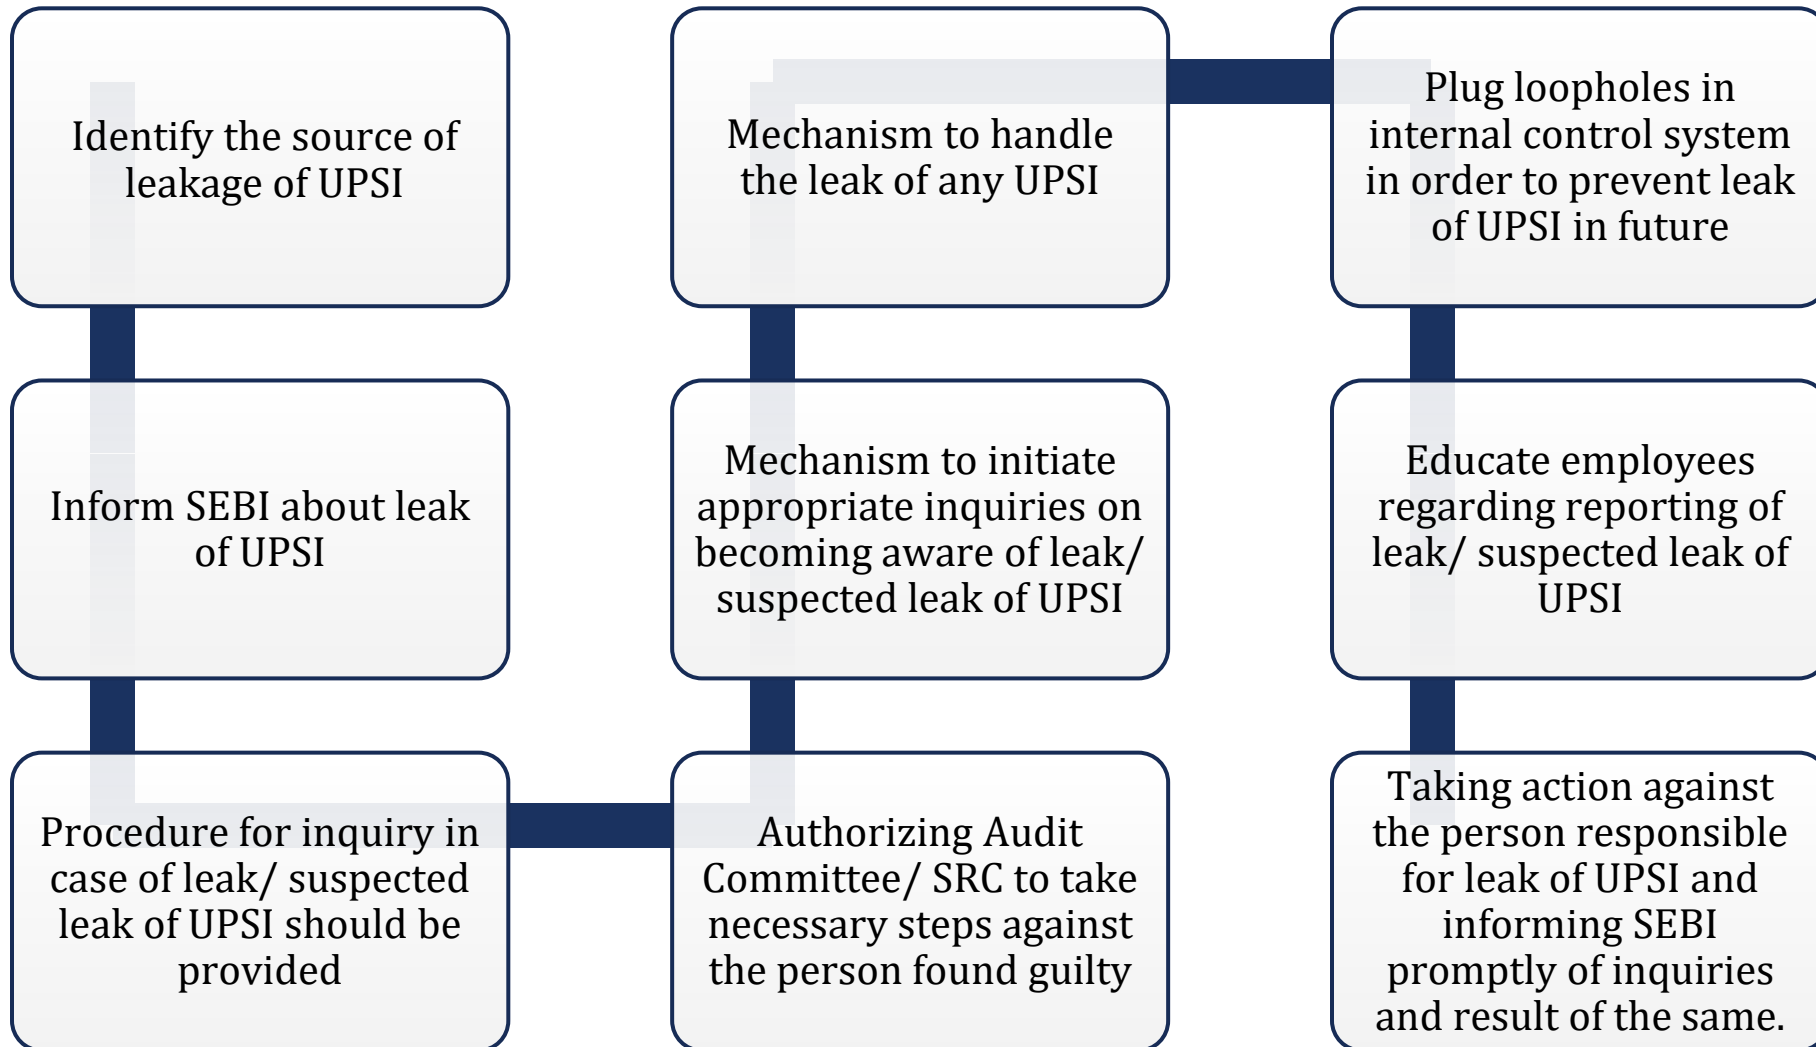 Identify the source of
leakage of UPSI
Inform SEBI about leak
of UPSI
Procedure for inquiry in
case of leak/ suspected
leak of UPSI should be
provided
Authorizing Audit
Committee/ SRC to take
necessary steps against
the person found guilty
Mechanism to initiate
appropriate inquiries on
becoming aware of leak/
suspected leak of UPSI
Mechanism to handle
the leak of any UPSI
Plug loopholes in
internal control system
in order to prevent leak
of UPSI in future
Educate employees
regarding reporting of
leak/ suspected leak of
UPSI
Taking action against
the person responsible
for leak of UPSI and
informing SEBI
promptly of inquiries
and result of the same.